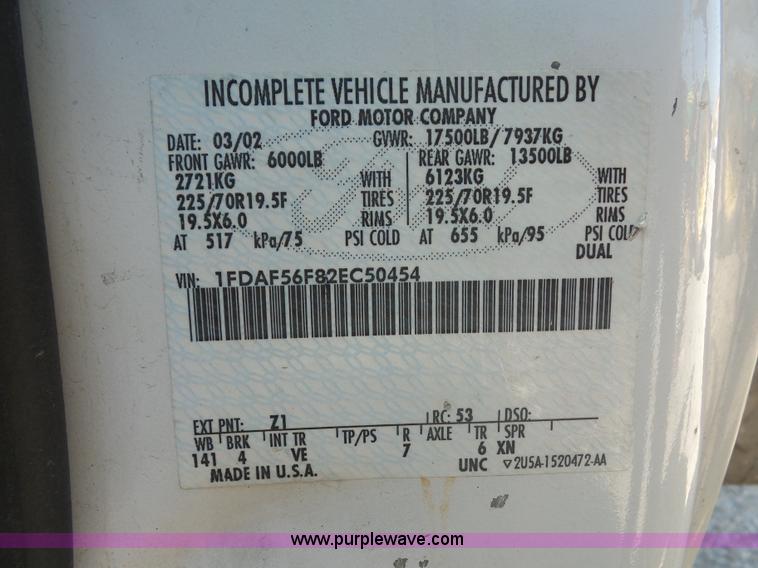 INCOMPLETE VEHICLE MANUFACTURED BY
FORD MOTOR COMPANY
DATE: 03/02 GVWR: 17500LB/7937KG
FRONT GAWR: 6000LB REAR GAWR: 13500LB
2721KG WITH 6123KG WITH
225/70R19.5F TIRES 225/70R19.5F TIRES
19.5X6.0 RIMS 19.5X6.0 RIMS
AT 517 kPa/75 PSI COLD AT 655 kPa/95 PSI COLD
DUAL
VIN: 1FDAF56F82EC50454
EXT PNT: Z1 RC: 53 DSO:
WB BRK INT TR TP/PS R AXLE TR SPR
141 4 VE 7 6 XN
MADE IN U.S.A. UNC ▽2U5A-1520472-AA
www.purplewave.com